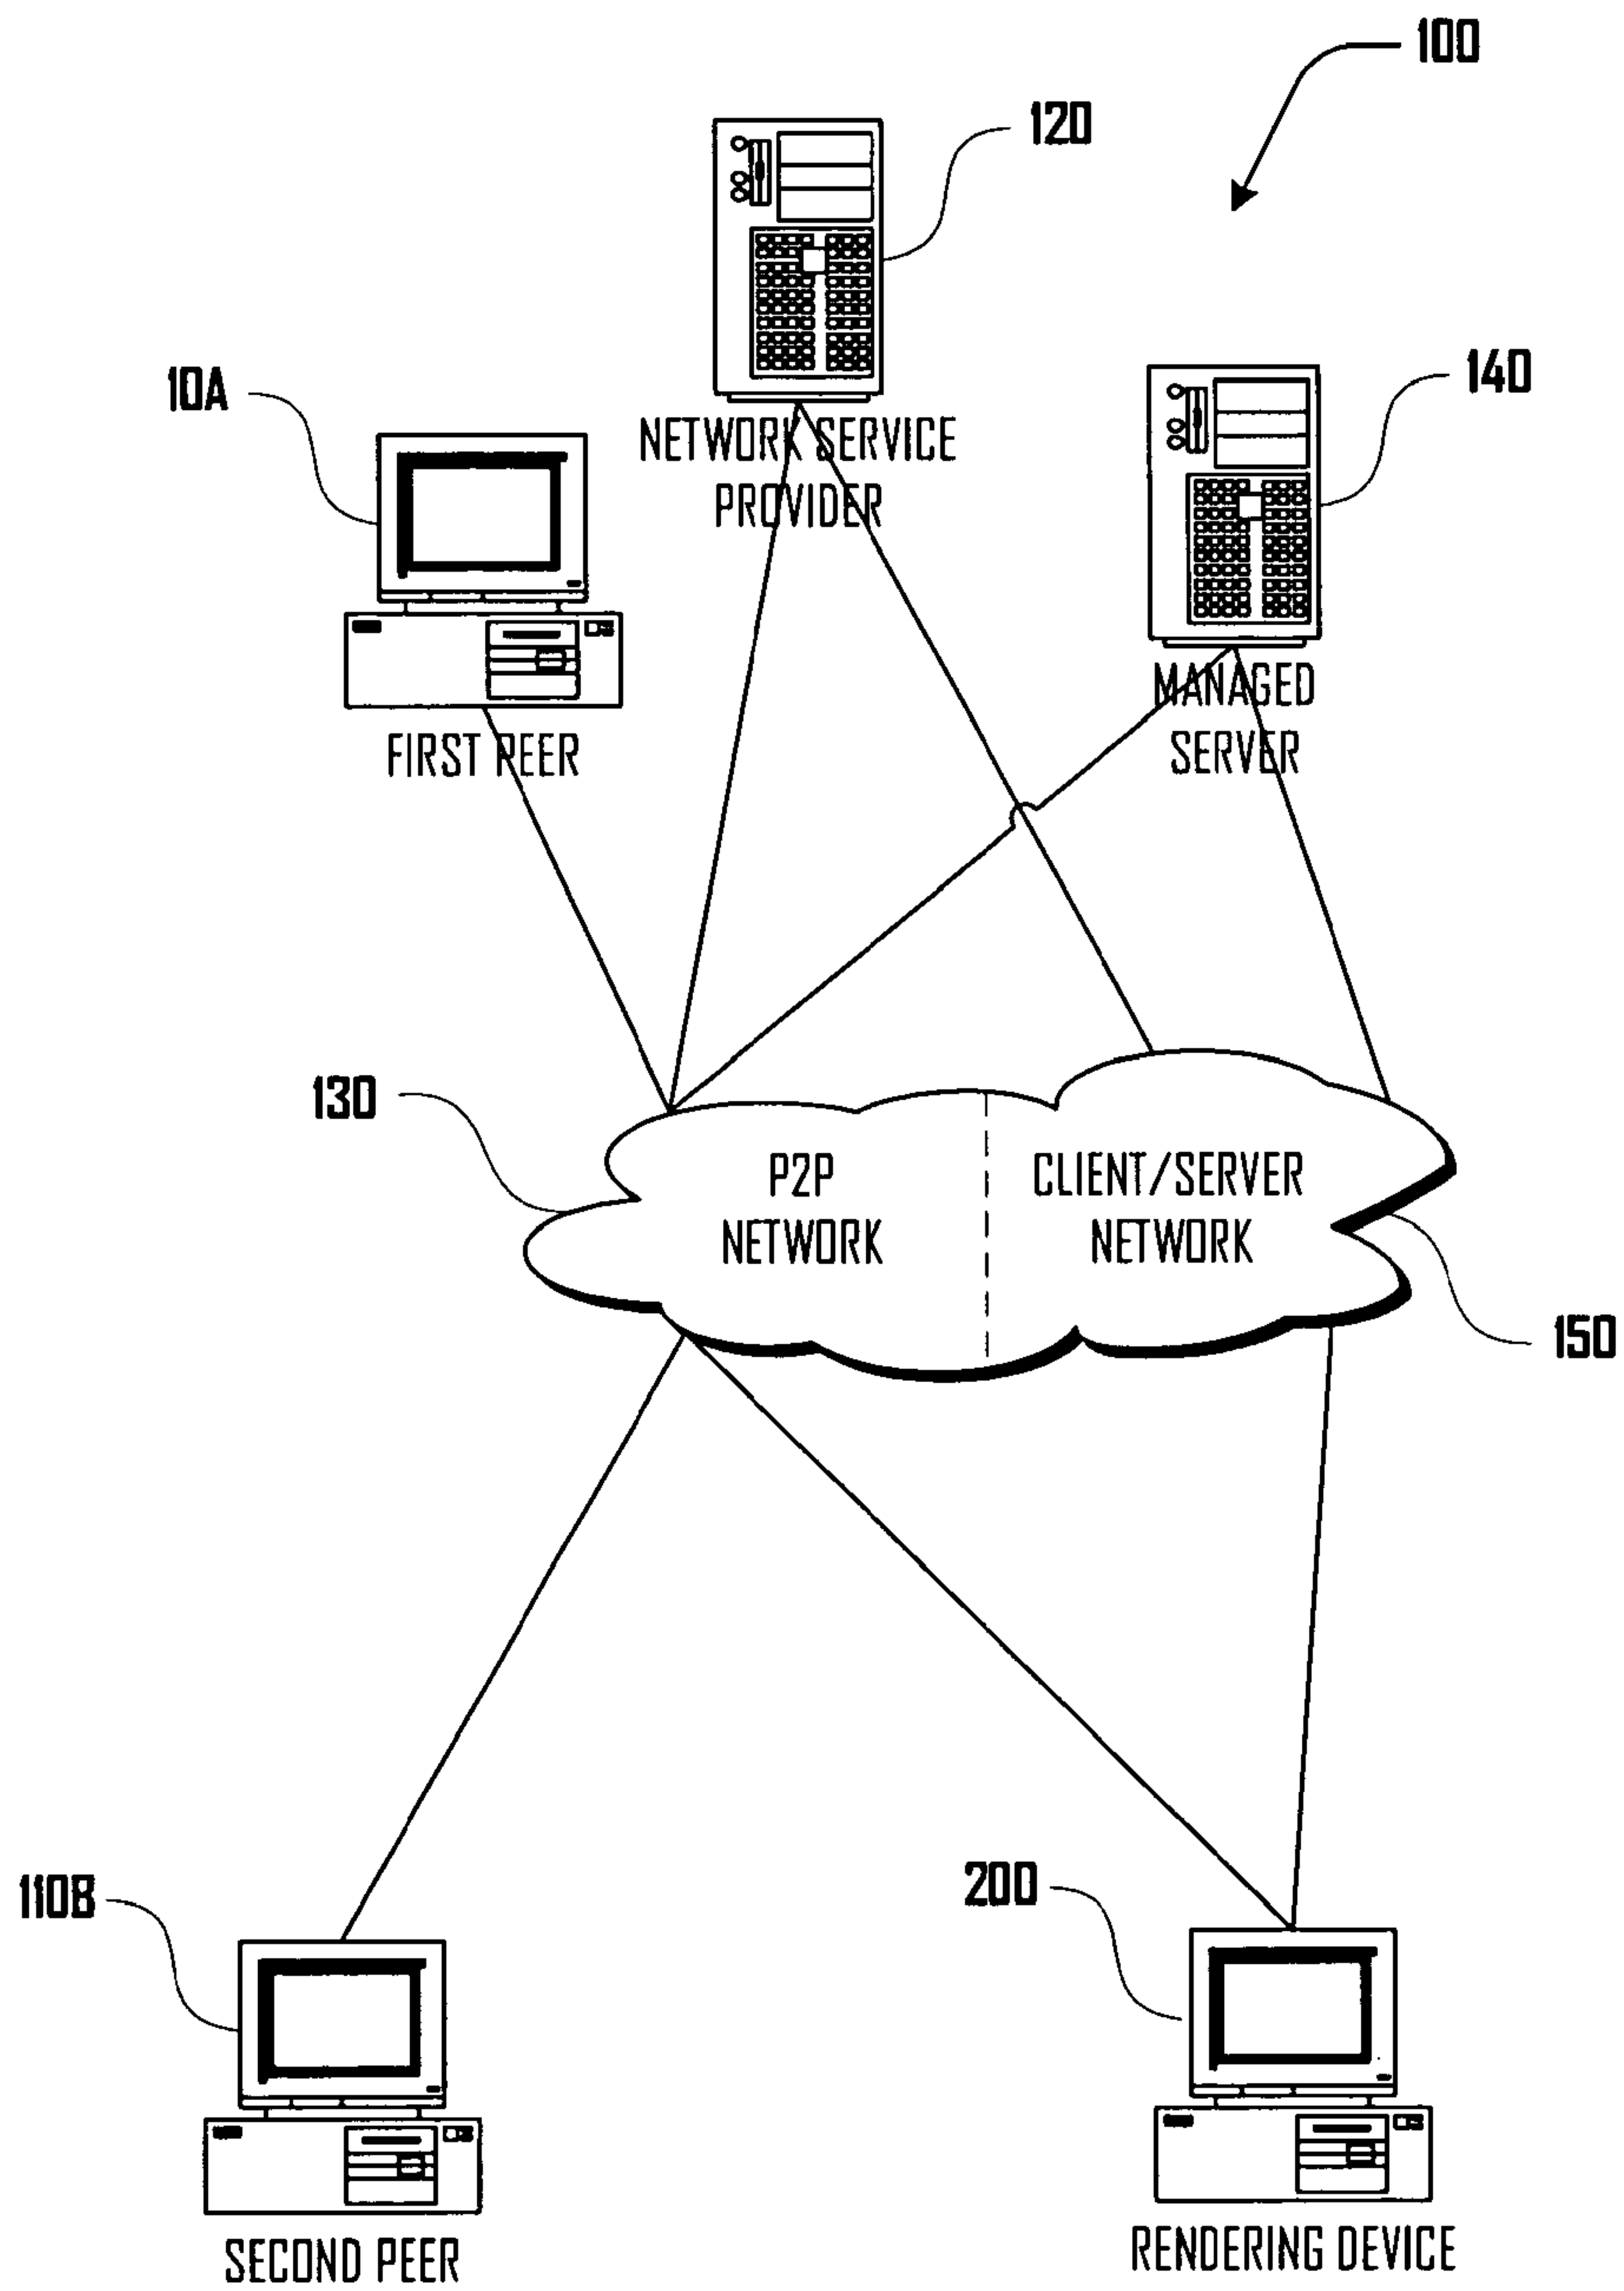 100
120
NETWORK SERVICE
PROVIDER
140
10A
MANAGED
SERVER
FIRST PEER
130
P2P
NETWORK
CLIENT/SERVER
NETWORK
150
110B
200
SECOND PEER
RENDERING DEVICE